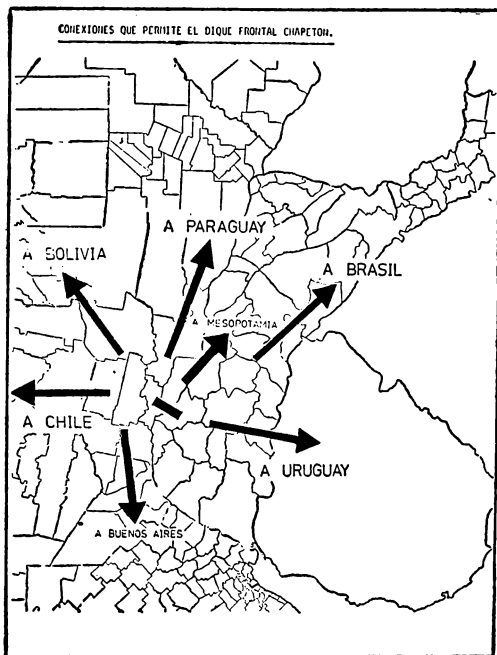 CONEXIONES QUE PERMITE EL DIQUE FRONTAL CHAPETON.
A PARAGUAY
A BOLIVIA
A BRASIL
A MESOPOTAMIA
A CHILE
A URUGUAY
A BUENOS AIRES